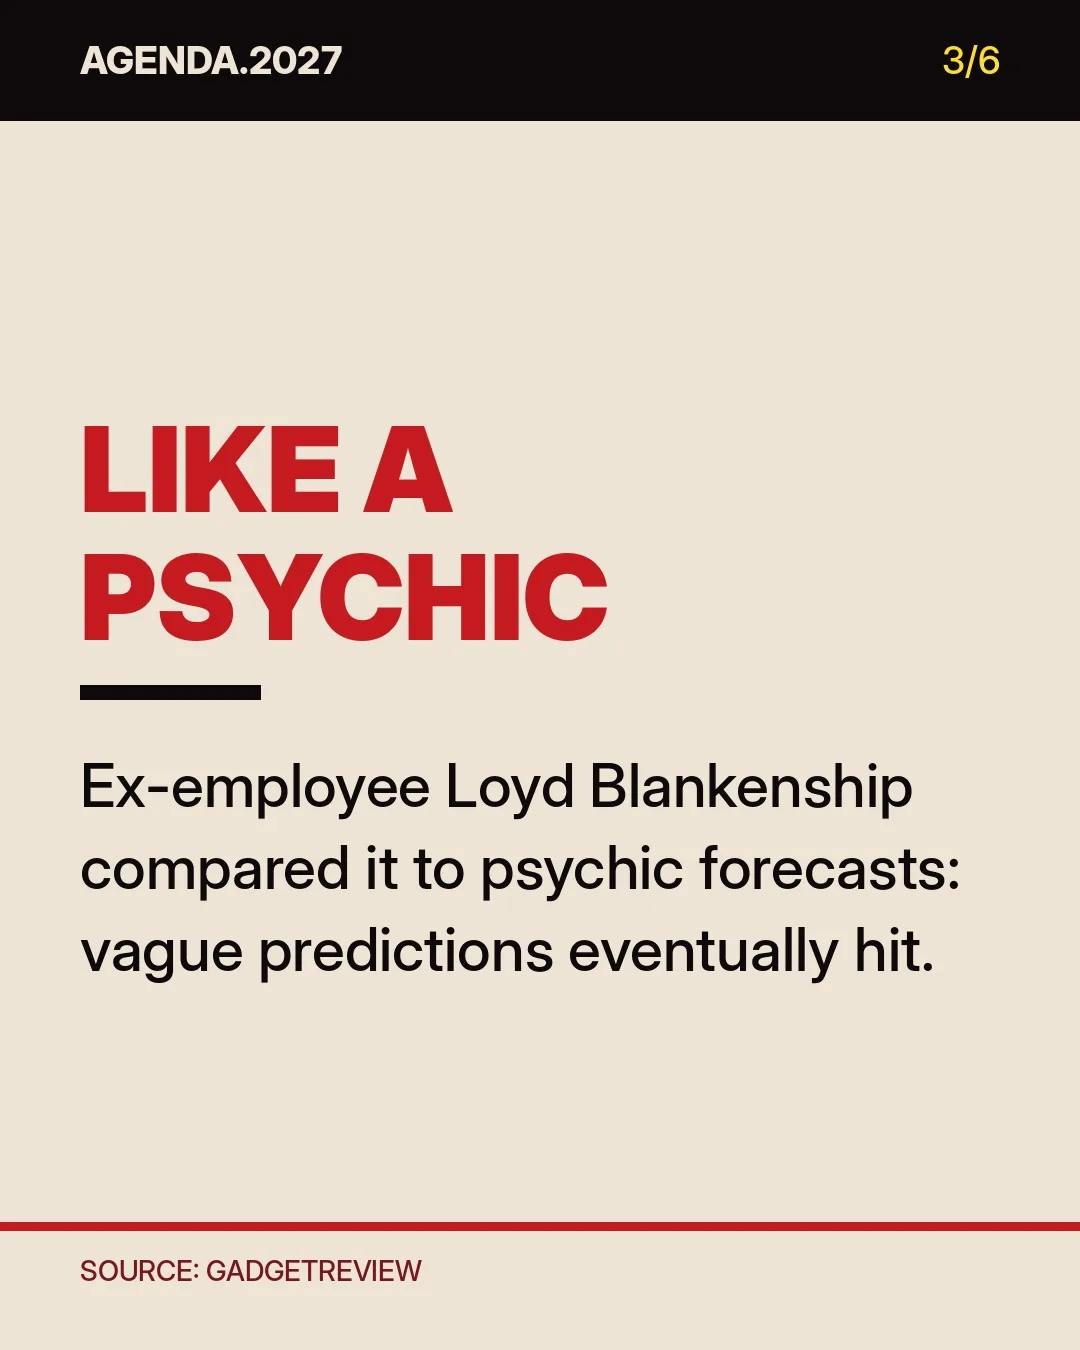 AGENDA.2027
3/6
LIKE A
PSYCHIC
Ex-employee Loyd Blankenship
compared it to psychic forecasts:
vague predictions eventually hit.
SOURCE: GADGETREVIEW